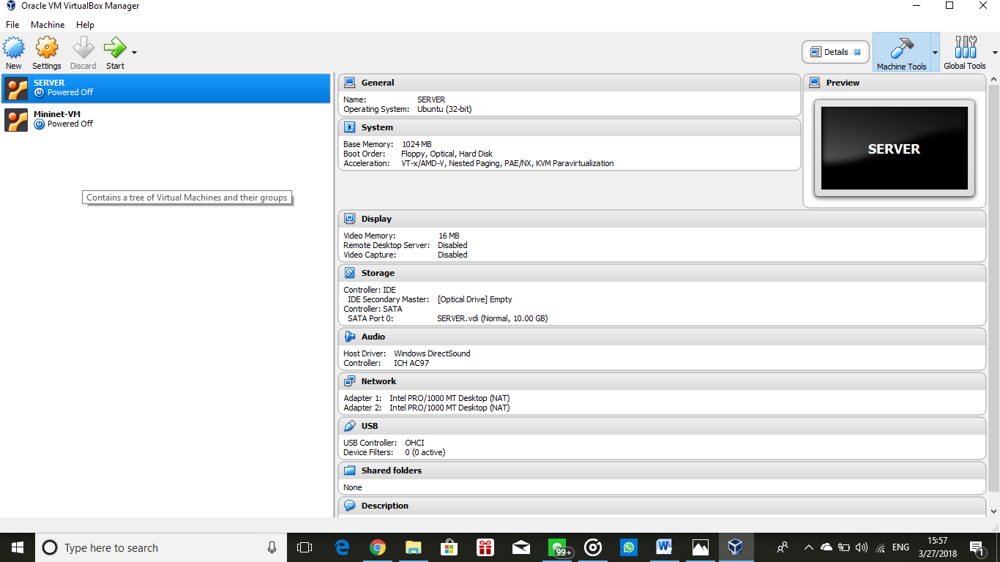 Oracle VM VirtualBox Manager
File Machine Help
New Settings Discard Start
Details
Machine Tools Global Tools
SERVER
Powered Off
Mininet-VM
Powered Off
Contains a tree of Virtual Machines and their groups
General
Name: SERVER
Operating System: Ubuntu (32-bit)
System
Base Memory: 1024 MB
Boot Order: Floppy, Optical, Hard Disk
Acceleration: VT-x/AMD-V, Nested Paging, PAE/NX, KVM Paravirtualization
Preview
SERVER
Display
Video Memory: 16 MB
Remote Desktop Server: Disabled
Video Capture: Disabled
Storage
Controller: IDE
IDE Secondary Master: [Optical Drive] Empty
Controller: SATA
SATA Port 0: SERVER.vdi (Normal, 10.00 GB)
Audio
Host Driver: Windows DirectSound
Controller: ICH AC97
Network
Adapter 1: Intel PRO/1000 MT Desktop (NAT)
Adapter 2: Intel PRO/1000 MT Desktop (NAT)
USB
USB Controller: OHCI
Device Filters: 0 (0 active)
Shared folders
None
Description
Type here to search
99+
ENG
15:57
3/27/2018
1